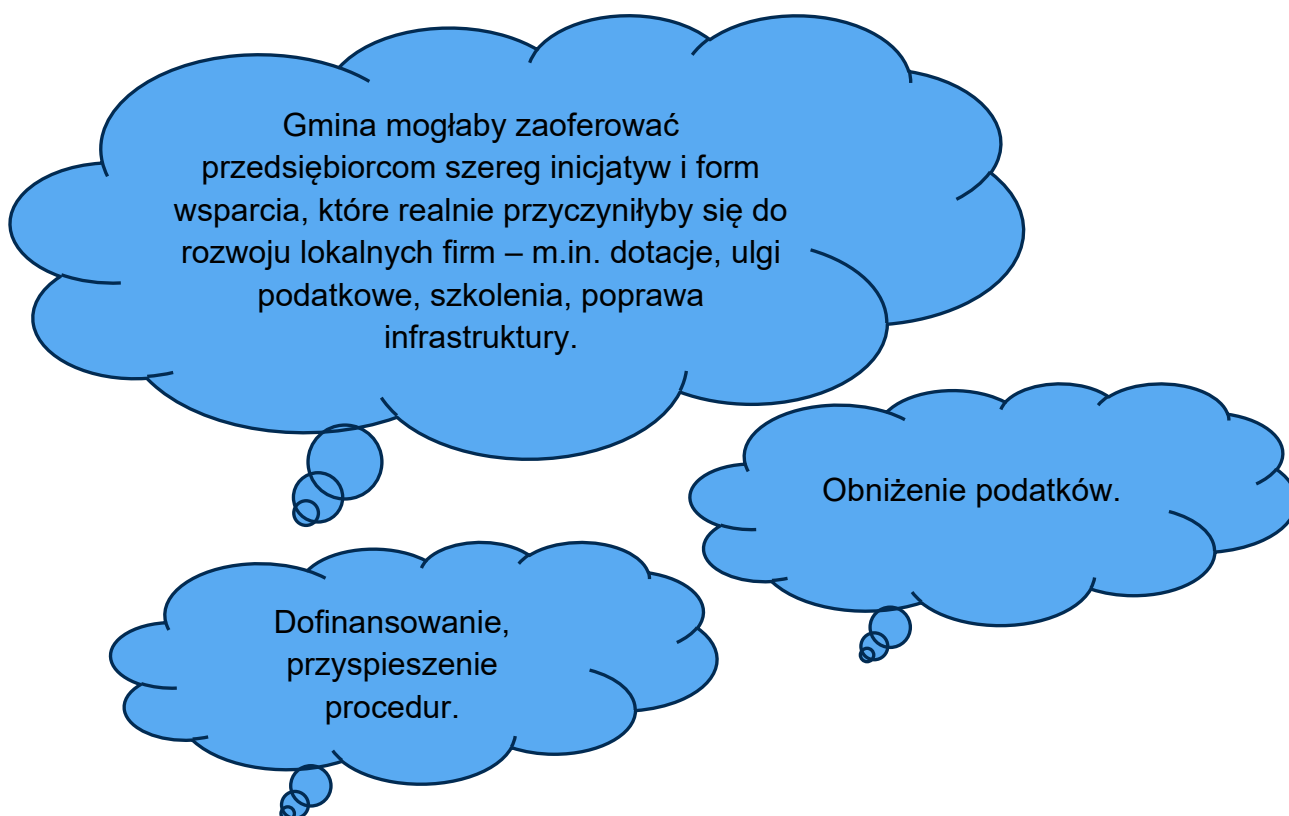 Gmina mogłaby zaoferować
przedsiębiorcom szereg inicjatyw i form
wsparcia, które realnie przyczyniłyby się do
rozwoju lokalnych firm – m.in. dotacje, ulgi
podatkowe, szkolenia, poprawa
infrastruktury.
Obniżenie podatków.
Dofinansowanie,
przyspieszenie
procedur.